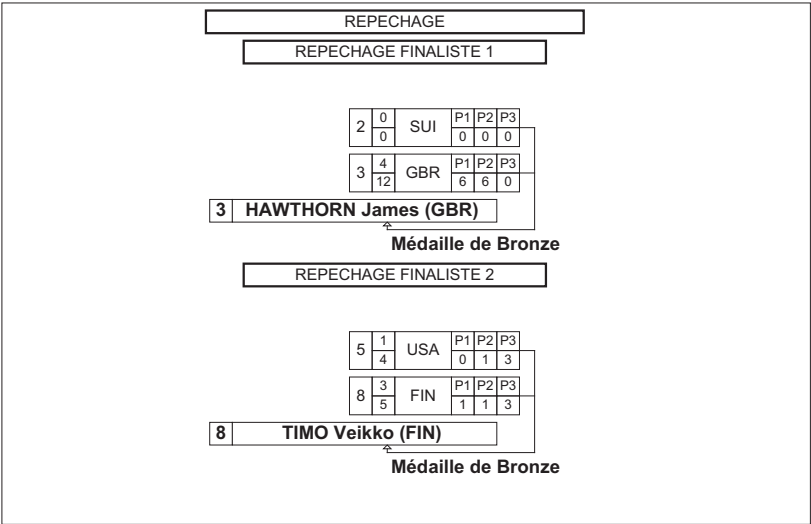 REPECHAGE
REPECHAGE FINALISTE 1
2 0 SUI P1 P2 P3
0 0 0 0
3 4 GBR P1 P2 P3
12 6 6 0
3 HAWTHORN James (GBR)
Médaille de Bronze
REPECHAGE FINALISTE 2
5 1 USA P1 P2 P3
4 0 1 3
8 3 FIN P1 P2 P3
5 1 1 3
8 TIMO Veikko (FIN)
Médaille de Bronze